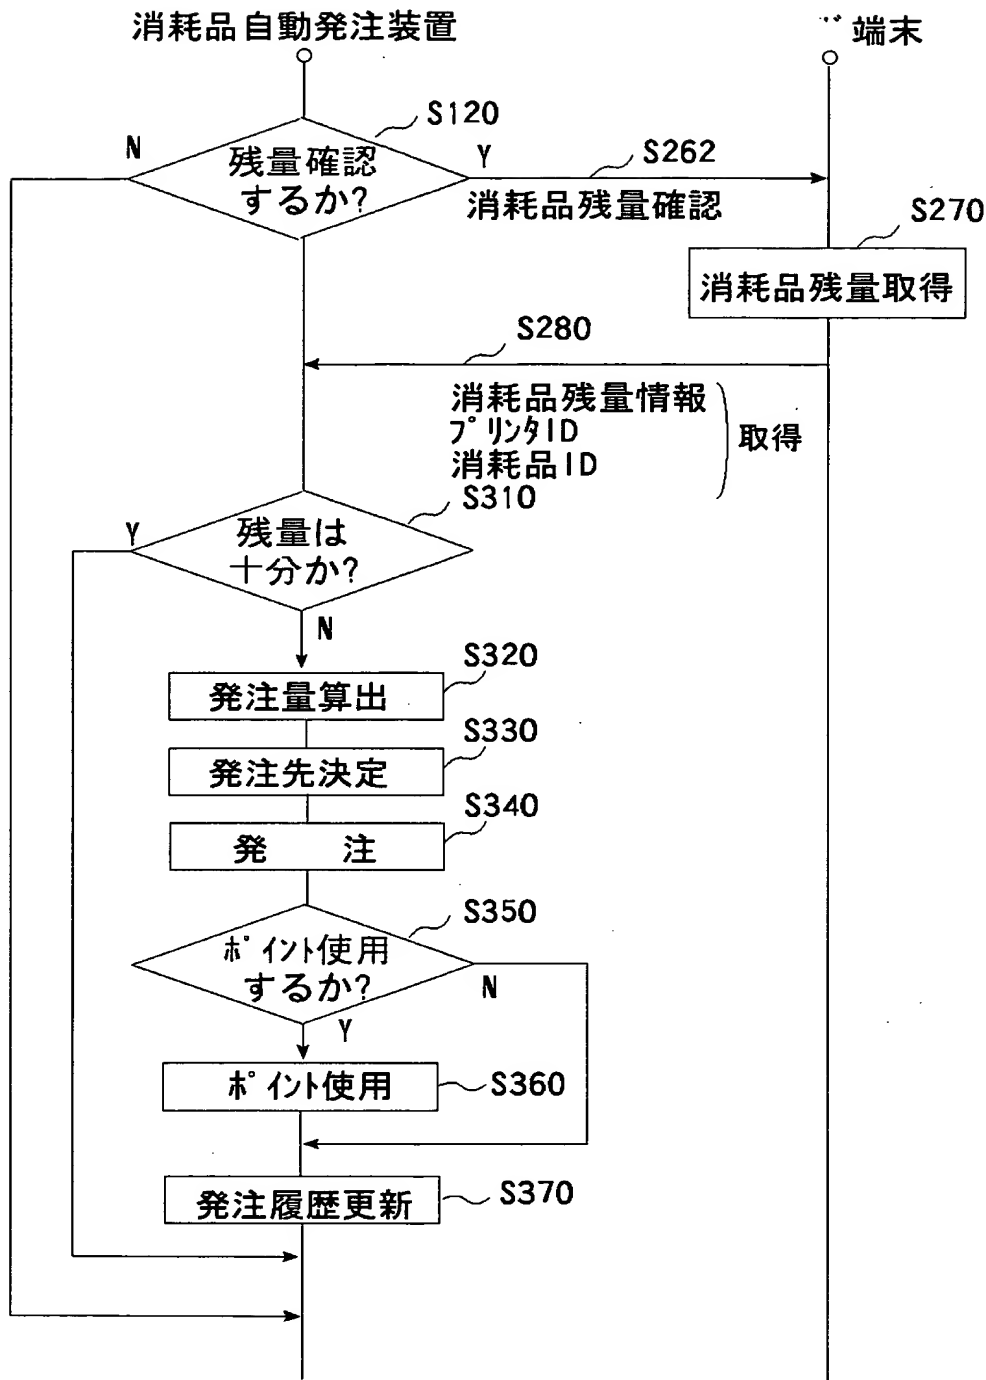 消耗品自動発注装置
端末
S120
N
残量確認
するか?
Y
S262
消耗品残量確認
S270
消耗品残量取得
S280
消耗品残量情報
プリンタID
消耗品ID
取得
S310
Y
残量は
十分か?
N
S320
発注量算出
S330
発注先決定
S340
発　　注
S350
ポイント使用
するか?
N
Y
ポイント使用
S360
発注履歴更新
S370